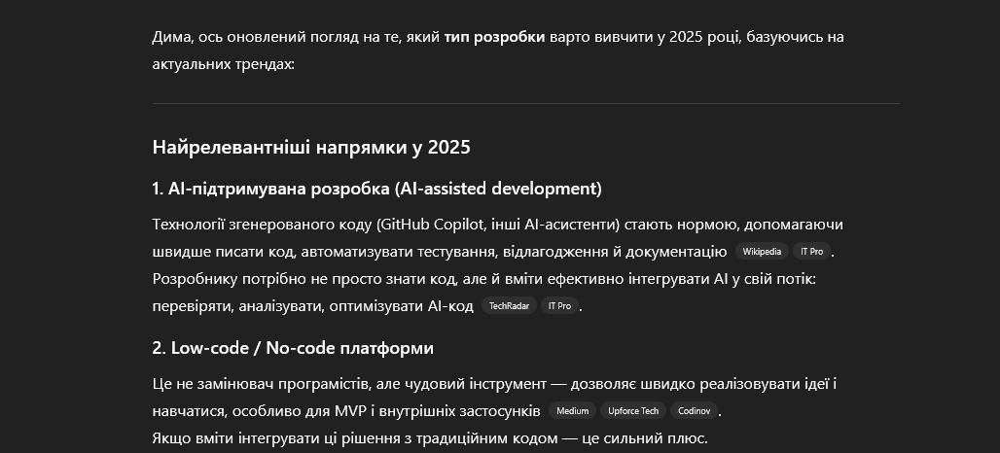 Дима, ось оновлений погляд на те, який тип розробки варто вивчити у 2025 році, базуючись на
актуальних трендах:
Найрелевантніші напрямки у 2025
1. AI-підтримувана розробка (AI-assisted development)
Технології згенерованого коду (GitHub Copilot, інші AI-асистенти) стають нормою, допомагаючи
швидше писати код, автоматизувати тестування, відлагодження й документацію Wikipedia IT Pro .
Розробнику потрібно не просто знати код, але й вміти ефективно інтегрувати AI у свій потік:
перевіряти, аналізувати, оптимізувати AI-код TechRadar IT Pro .
2. Low-code / No-code платформи
Це не замінювач програмістів, але чудовий інструмент — дозволяє швидко реалізовувати ідеї і
навчатися, особливо для MVP і внутрішніх застосунків Medium Upforce Tech Codinov .
Якщо вміти інтегрувати ці рішення з традиційним кодом — це сильний плюс.